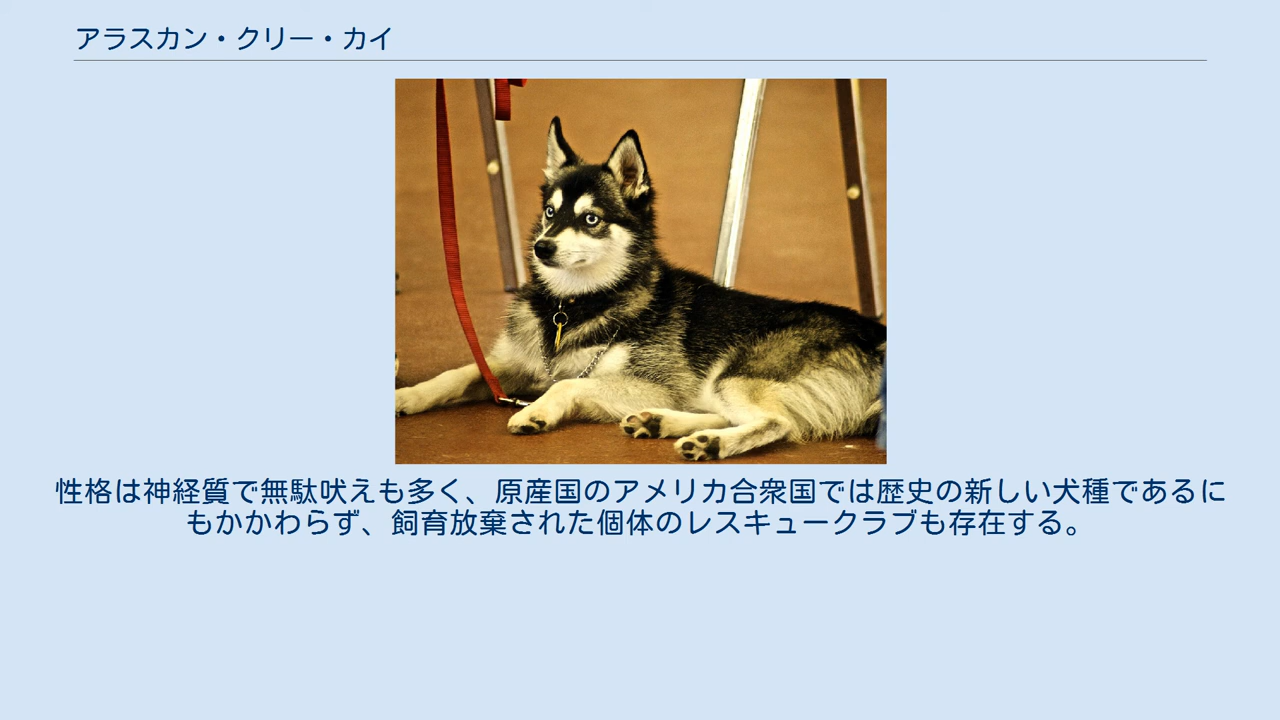 アラスカン・クリー・カイ
性格は神経質で無駄吠えも多く、原産国のアメリカ合衆国では歴史の新しい犬種であるに
もかかわらず、飼育放棄された個体のレスキュークラブも存在する。